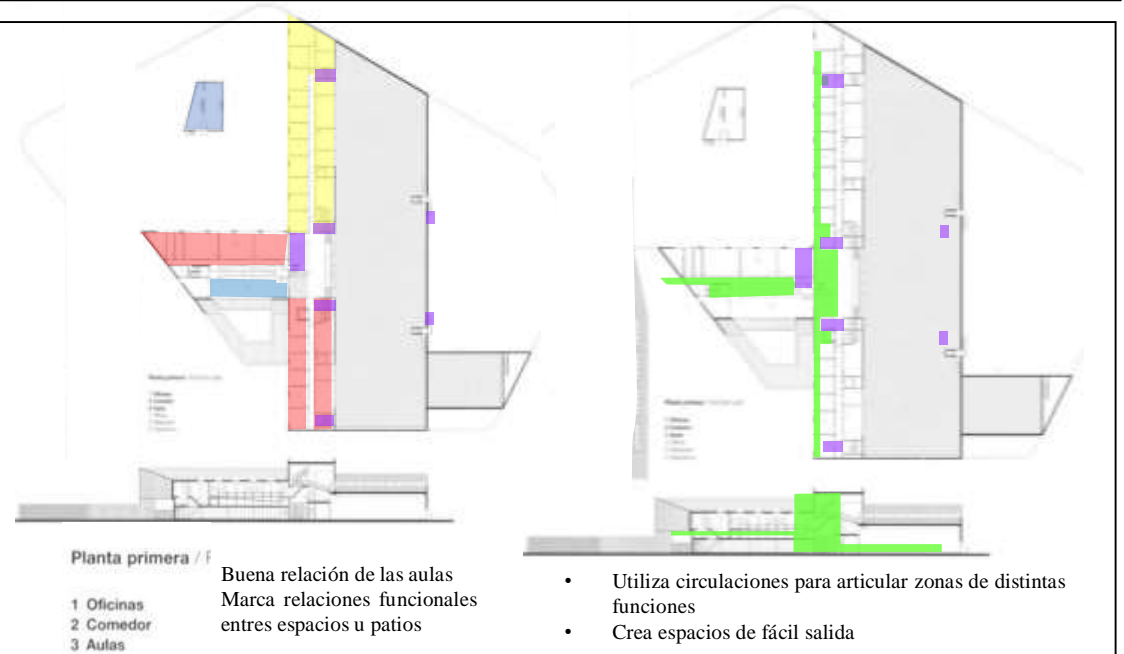 Planta primera /
1 Oficinas
2 Comedor
3 Aulas
Buena relación de las aulas
Marca relaciones funcionales
entres espacios u patios
• Utiliza circulaciones para articular zonas de distintas
funciones
• Crea espacios de fácil salida